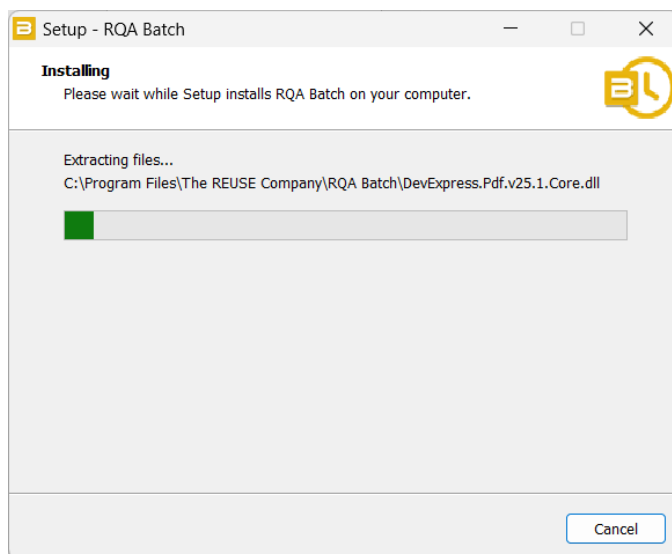 B Setup - RQA Batch
Installing
Please wait while Setup installs RQA Batch on your computer.
B
Extracting files...
C:\Program Files\The REUSE Company\RQA Batch\DevExpress.Pdf.v25.1.Core.dll
Cancel